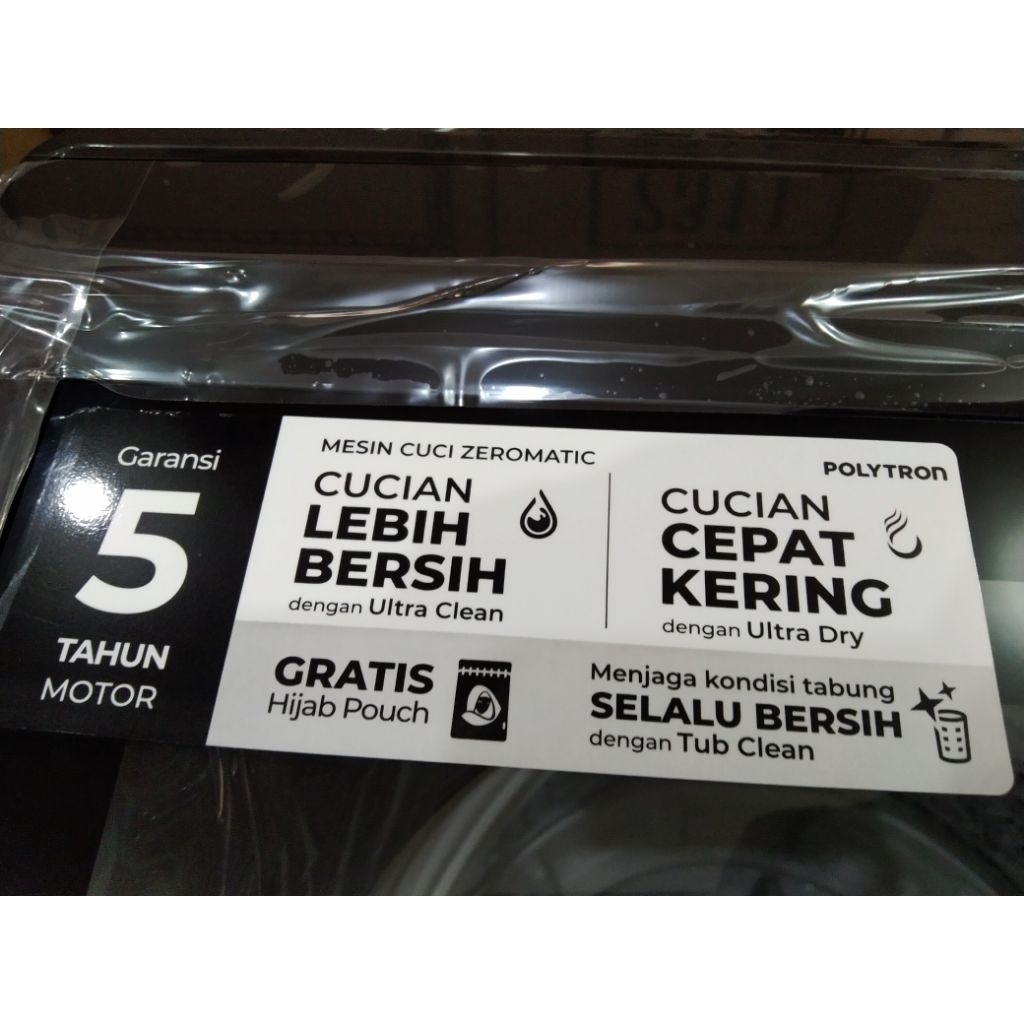 Garansi
5
TAHUN
MOTOR
MESIN CUCI ZEROMATIC
CUCIAN
LEBIH
BERSIH
dengan Ultra Clean
POLYTRON
CUCIAN
CEPAT
KERING
dengan Ultra Dry
GRATIS
Hijab Pouch
Menjaga kondisi tabung
SELALU BERSIH
dengan Tub Clean